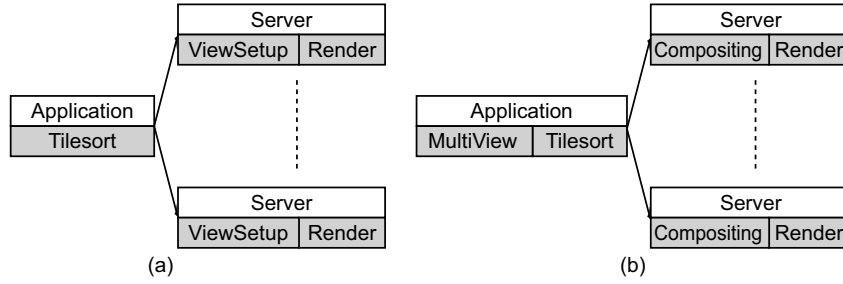 Server
ViewSetup Render
Application
Tilesort
Server
ViewSetup Render
(a)
Server
Compositing Render
Application
MultiView Tilesort
Server
Compositing Render
(b)